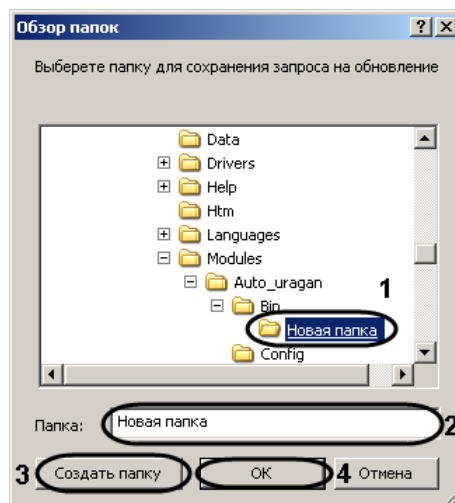 Обзор папок
Выберете папку для сохранения запроса на обновление
Data
Drivers
Help
Htm
Languages
Modules
Auto_uragan
1
Bin
Новая папка
Config
Папка: Новая папка 2
3 Создать папку OK 4 Отмена